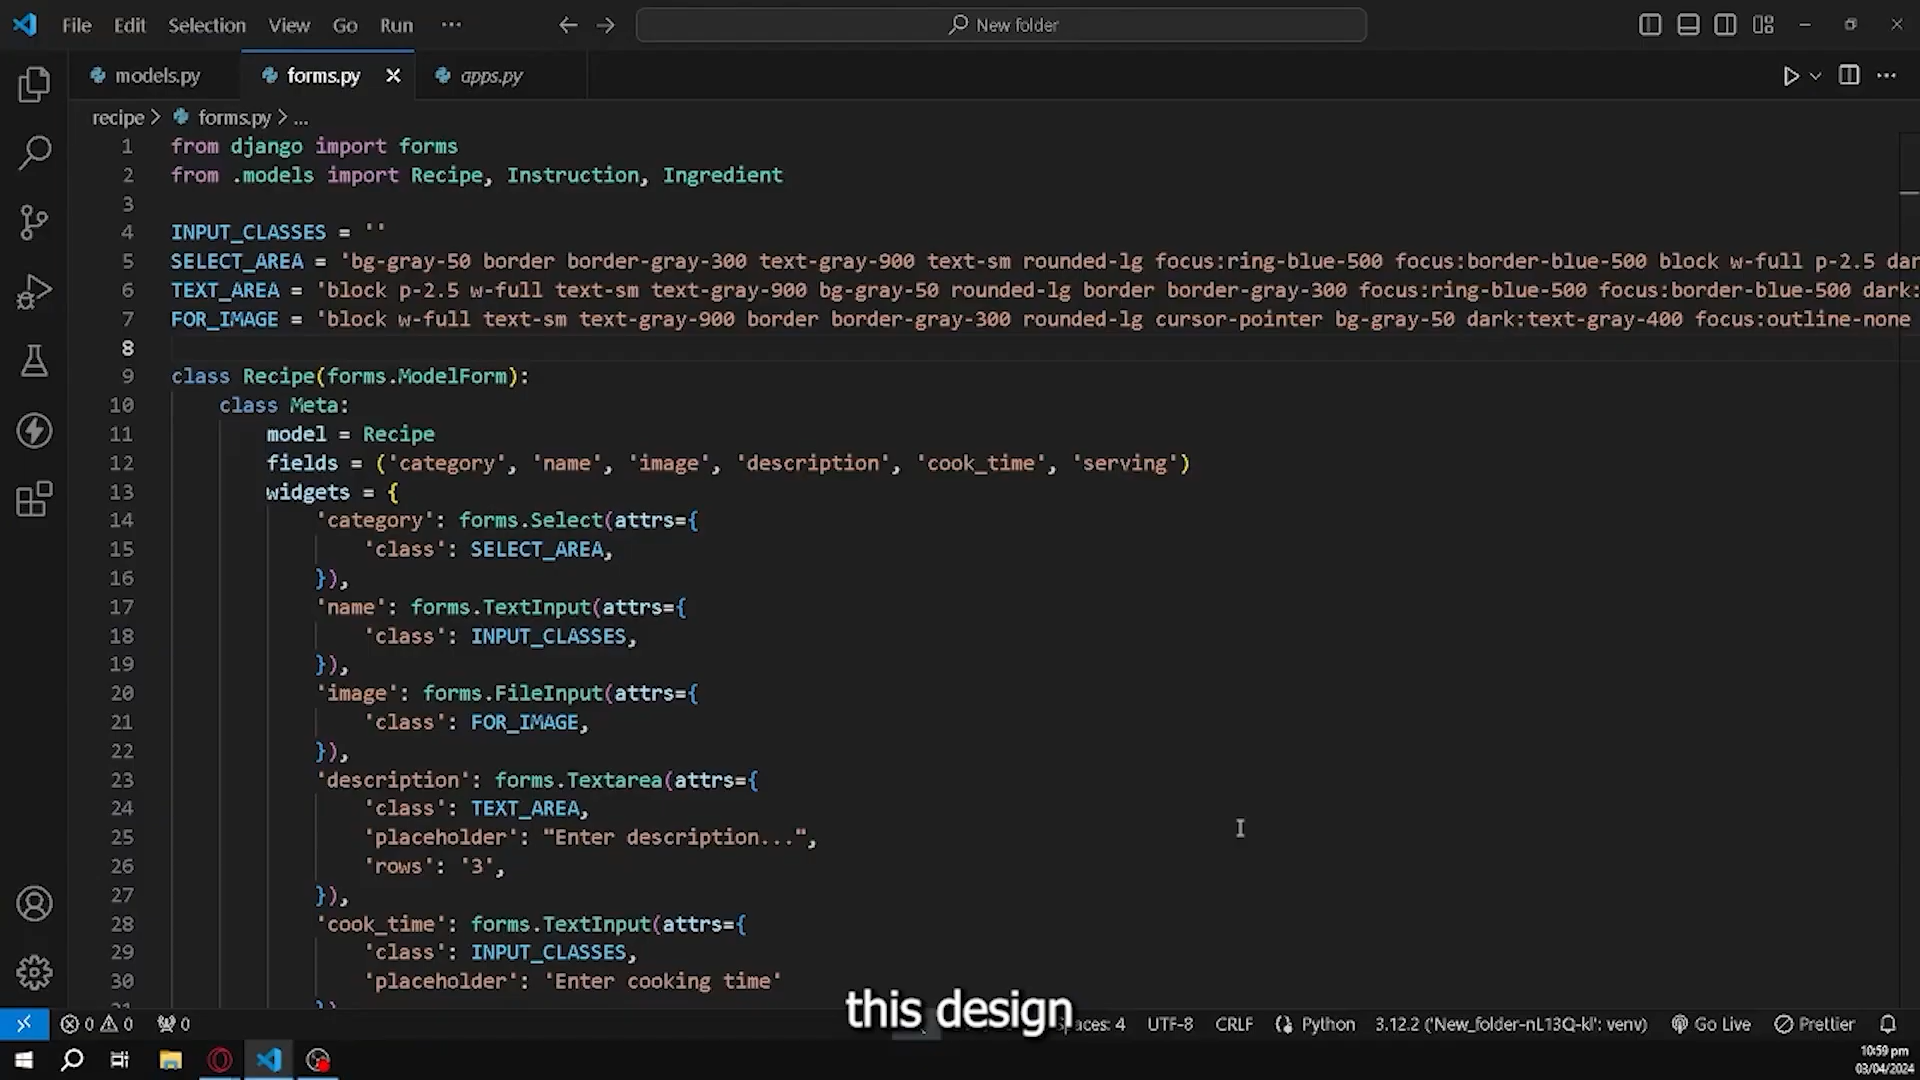 File Edit Selection View Go Run ··· New folder
models.py forms.py apps.py
recipe > forms.py > ...
1 from django import forms
2 from .models import Recipe, Instruction, Ingredient
3
4 INPUT_CLASSES = ''
5 SELECT_AREA = 'bg-gray-50 border border-gray-300 text-gray-900 text-sm rounded-lg focus:ring-blue-500 focus:border-blue-500 block w-full p-2.5 dar
6 TEXT_AREA = 'block p-2.5 w-full text-sm text-gray-900 bg-gray-50 rounded-lg border border-gray-300 focus:ring-blue-500 focus:border-blue-500 dark:
7 FOR_IMAGE = 'block w-full text-sm text-gray-900 border border-gray-300 rounded-lg cursor-pointer bg-gray-50 dark:text-gray-400 focus:outline-none
8
9 class Recipe(forms.ModelForm):
10 class Meta:
11 model = Recipe
12 fields = ('category', 'name', 'image', 'description', 'cook_time', 'serving')
13 widgets = {
14 'category': forms.Select(attrs={
15 'class': SELECT_AREA,
16 }),
17 'name': forms.TextInput(attrs={
18 'class': INPUT_CLASSES,
19 }),
20 'image': forms.FileInput(attrs={
21 'class': FOR_IMAGE,
22 }),
23 'description': forms.Textarea(attrs={
24 'class': TEXT_AREA,
25 'placeholder': "Enter description...",
26 'rows': '3',
27 }),
28 'cook_time': forms.TextInput(attrs={
29 'class': INPUT_CLASSES,
30 'placeholder': 'Enter cooking time'
31 })
this design
0 0 0 Spaces: 4 UTF-8 CRLF Python 3.12.2 ('New_folder-nL13Q-kl': venv) Go Live Prettier
10:59 pm
03/04/2024